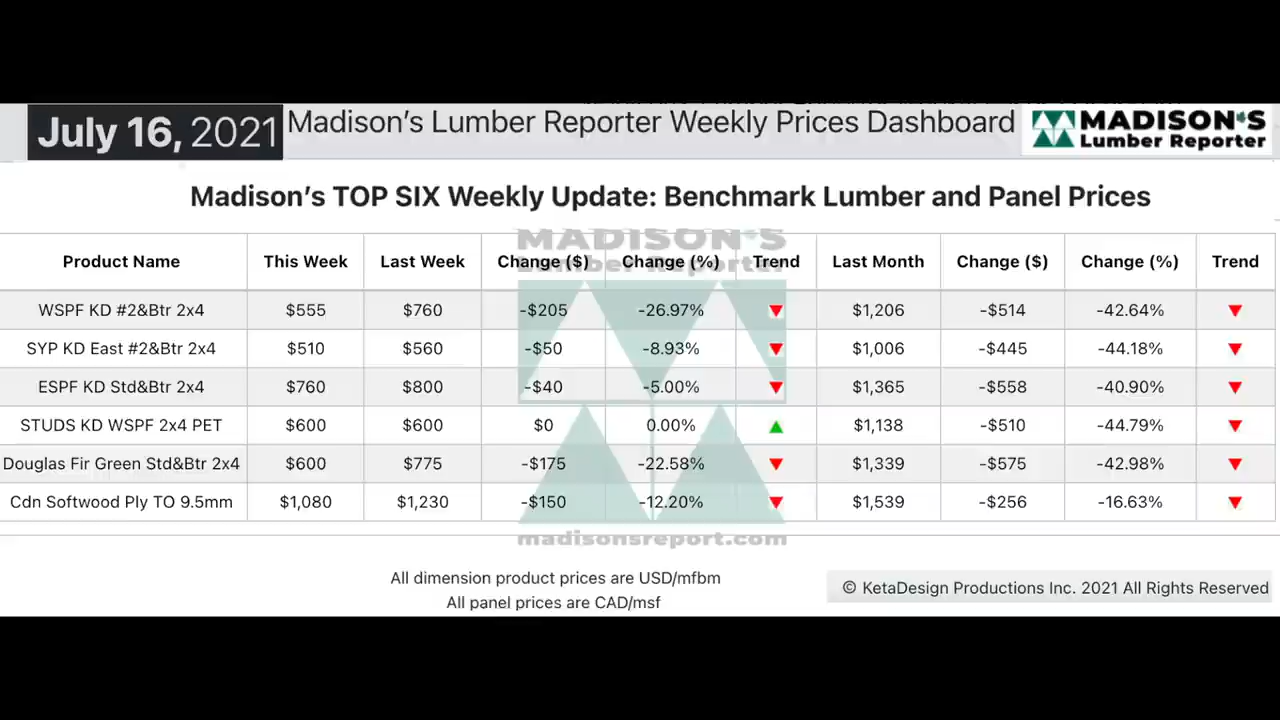 July 16, 2021 Madison's Lumber Reporter Weekly Prices Dashboard
MADISON'S
Lumber Reporter
Madison's TOP SIX Weekly Update: Benchmark Lumber and Panel Prices
MADISON'S
Lumber Reporter
Product Name This Week Last Week Change ($) Change (%) Trend Last Month Change ($) Change (%) Trend
WSPF KD #2&Btr 2x4 $555 $760 -$205 -26.97% ▼ $1,206 -$514 -42.64% ▼
SYP KD East #2&Btr 2x4 $510 $560 -$50 -8.93% ▼ $1,006 -$445 -44.18% ▼
ESPF KD Std&Btr 2x4 $760 $800 -$40 -5.00% ▼ $1,365 -$558 -40.90% ▼
STUDS KD WSPF 2x4 PET $600 $600 $0 0.00% ▲ $1,138 -$510 -44.79% ▼
Douglas Fir Green Std&Btr 2x4 $600 $775 -$175 -22.58% ▼ $1,339 -$575 -42.98% ▼
Cdn Softwood Ply TO 9.5mm $1,080 $1,230 -$150 -12.20% ▼ $1,539 -$256 -16.63% ▼
madisonsreport.com
All dimension product prices are USD/mfbm
All panel prices are CAD/msf
© KetaDesign Productions Inc. 2021 All Rights Reserved